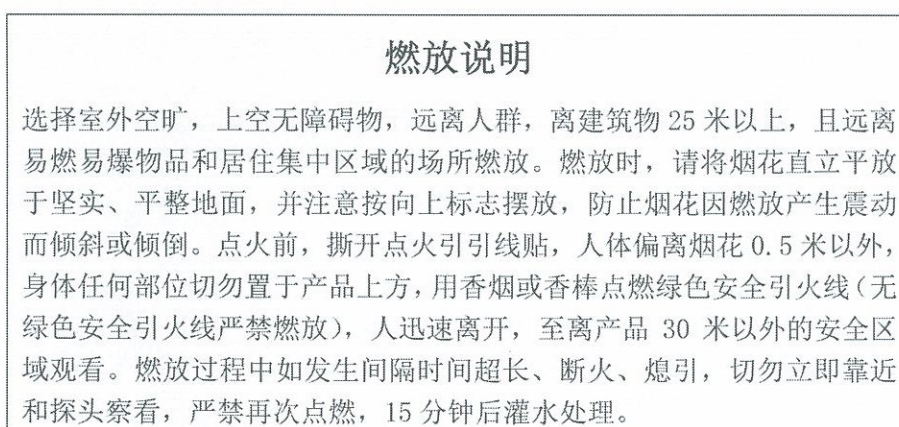 燃放说明
选择室外空旷，上空无障碍物，远离人群，离建筑物 25 米以上，且远离
易燃易爆物品和居住集中区域的场所燃放。燃放时，请将烟花直立平放
于坚实、平整地面，并注意按向上标志摆放，防止烟花因燃放产生震动
而倾斜或倾倒。点火前，撕开点火引引线贴，人体偏离烟花 0.5 米以外，
身体任何部位切勿置于产品上方，用香烟或香棒点燃绿色安全引火线（无
绿色安全引火线严禁燃放），人迅速离开，至离产品 30 米以外的安全区
域观看。燃放过程中如发生间隔时间超长、断火、熄引，切勿立即靠近
和探头察看，严禁再次点燃，15 分钟后灌水处理。